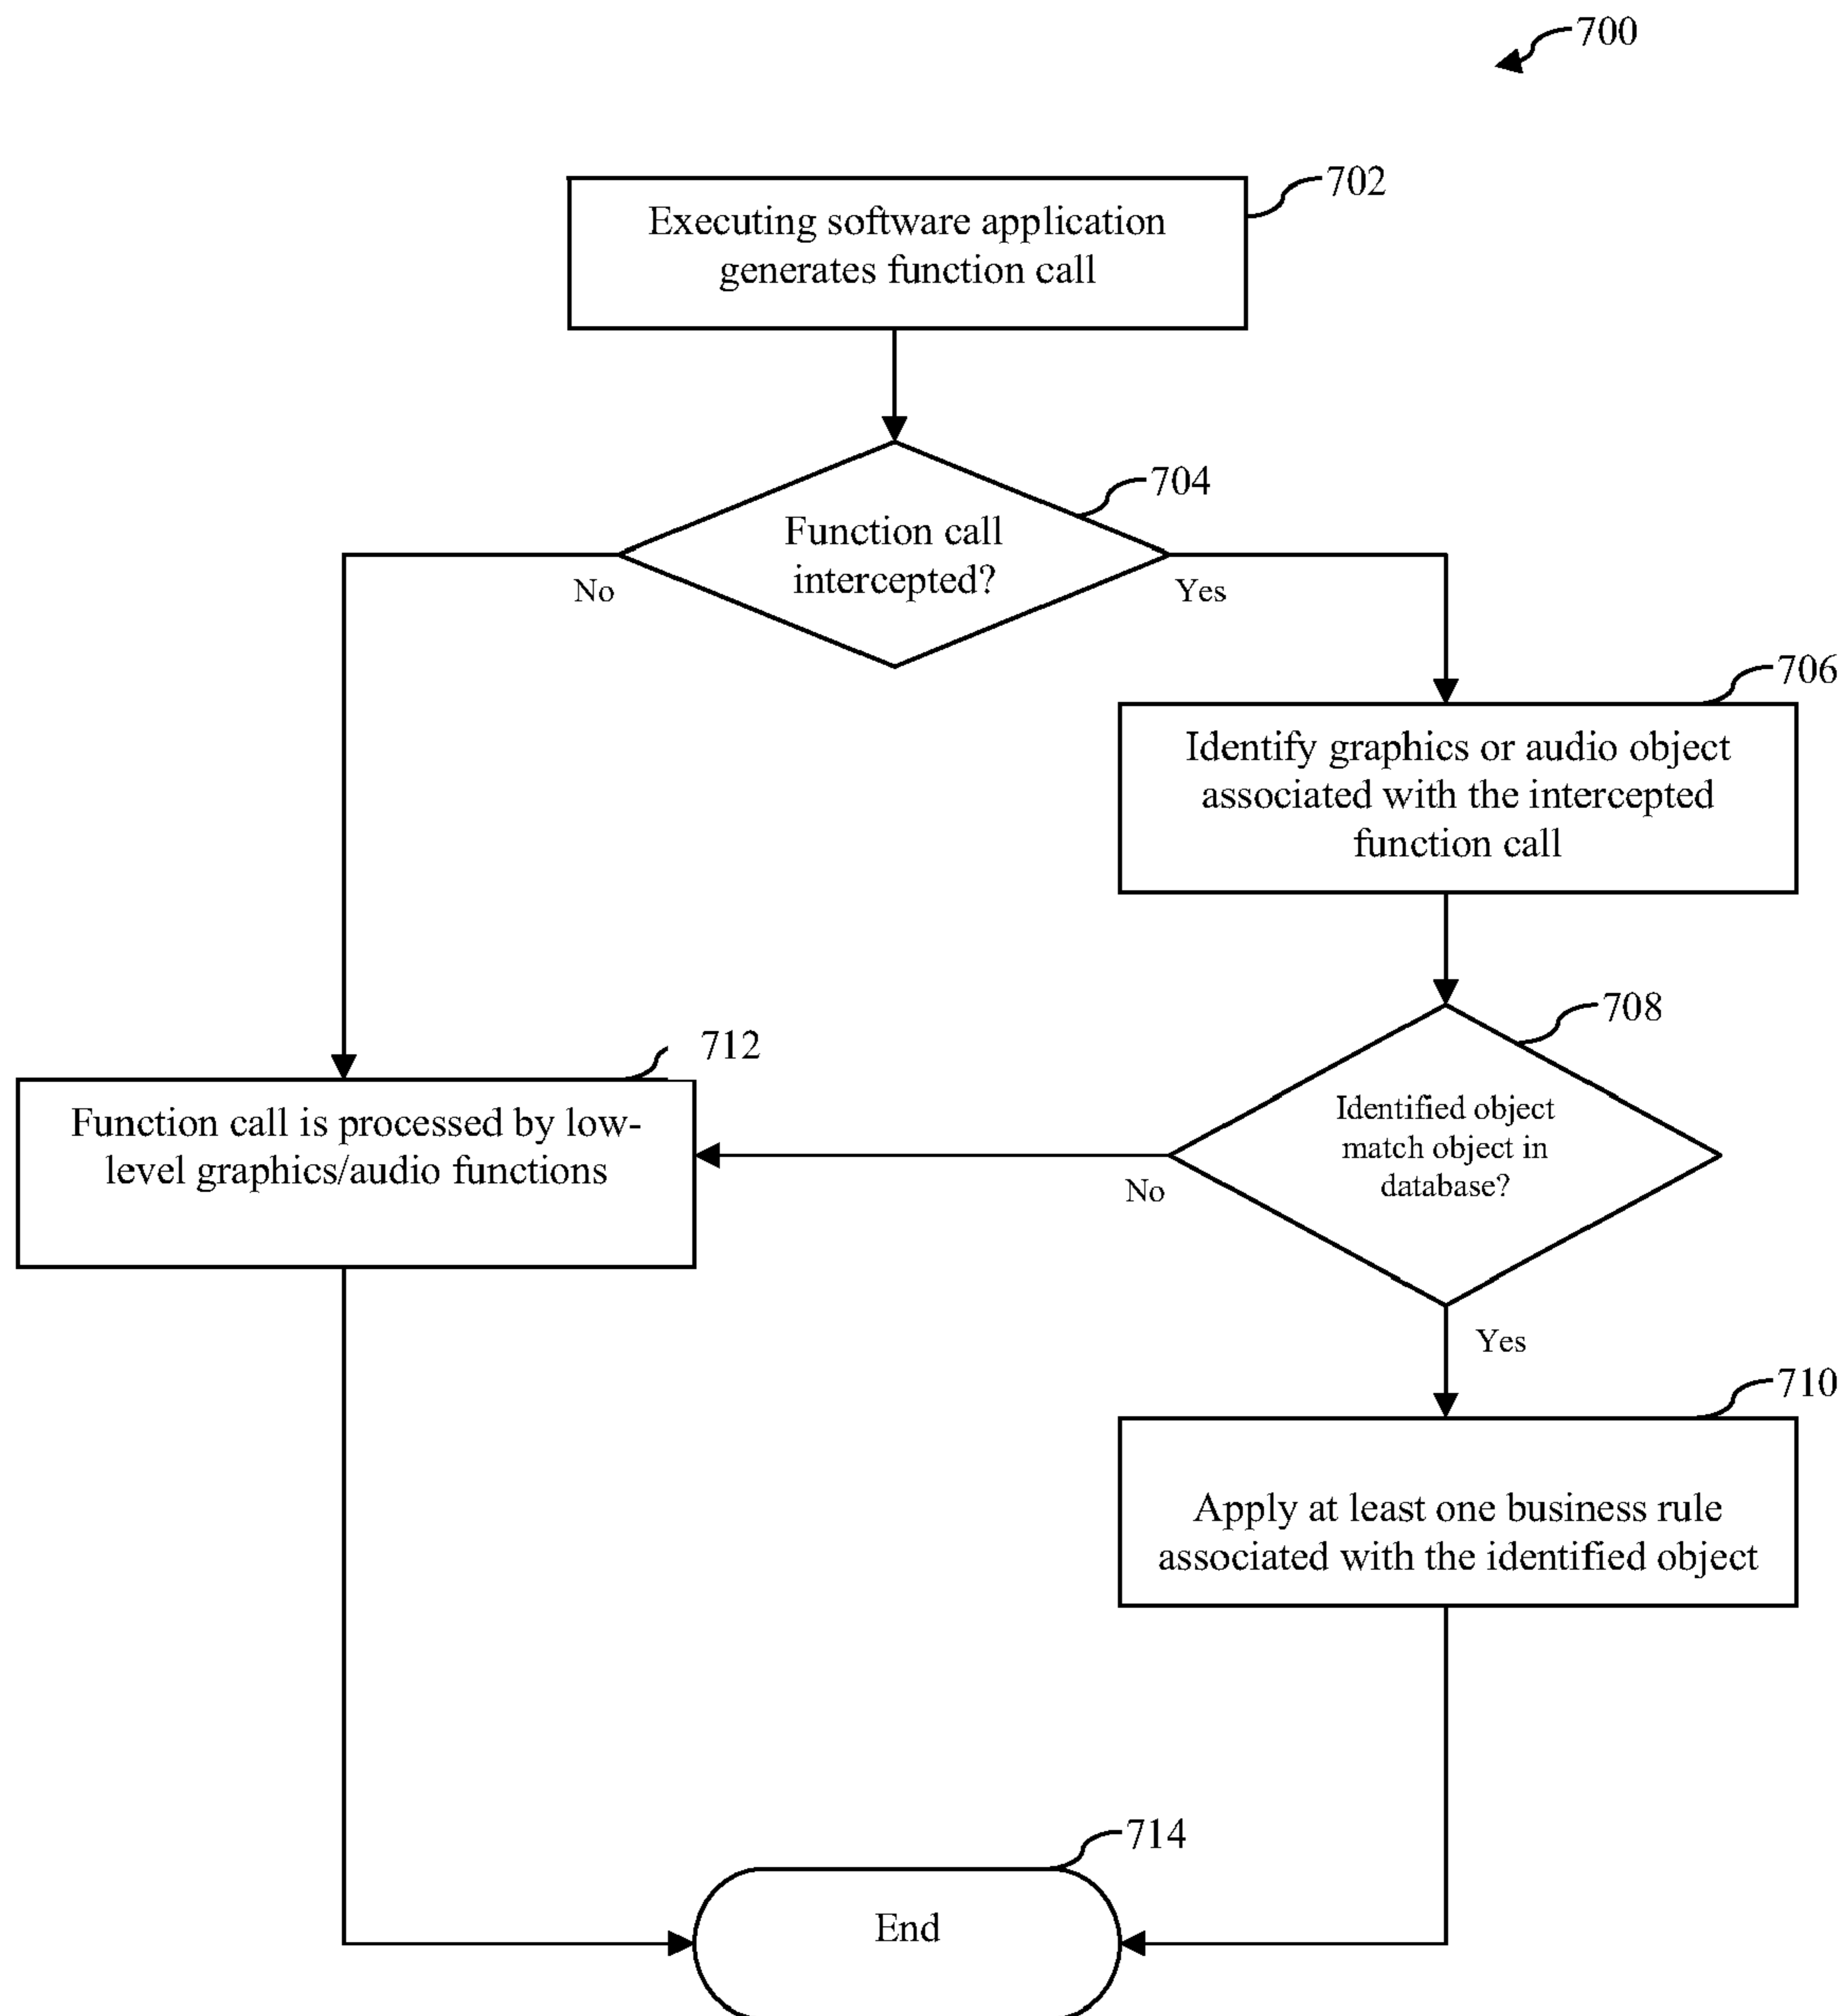 700
702
Executing software application
generates function call
704
Function call
intercepted?
No
Yes
706
Identify graphics or audio object
associated with the intercepted
function call
708
712
Function call is processed by low-
level graphics/audio functions
Identified object
match object in
database?
No
Yes
710
Apply at least one business rule
associated with the identified object
714
End